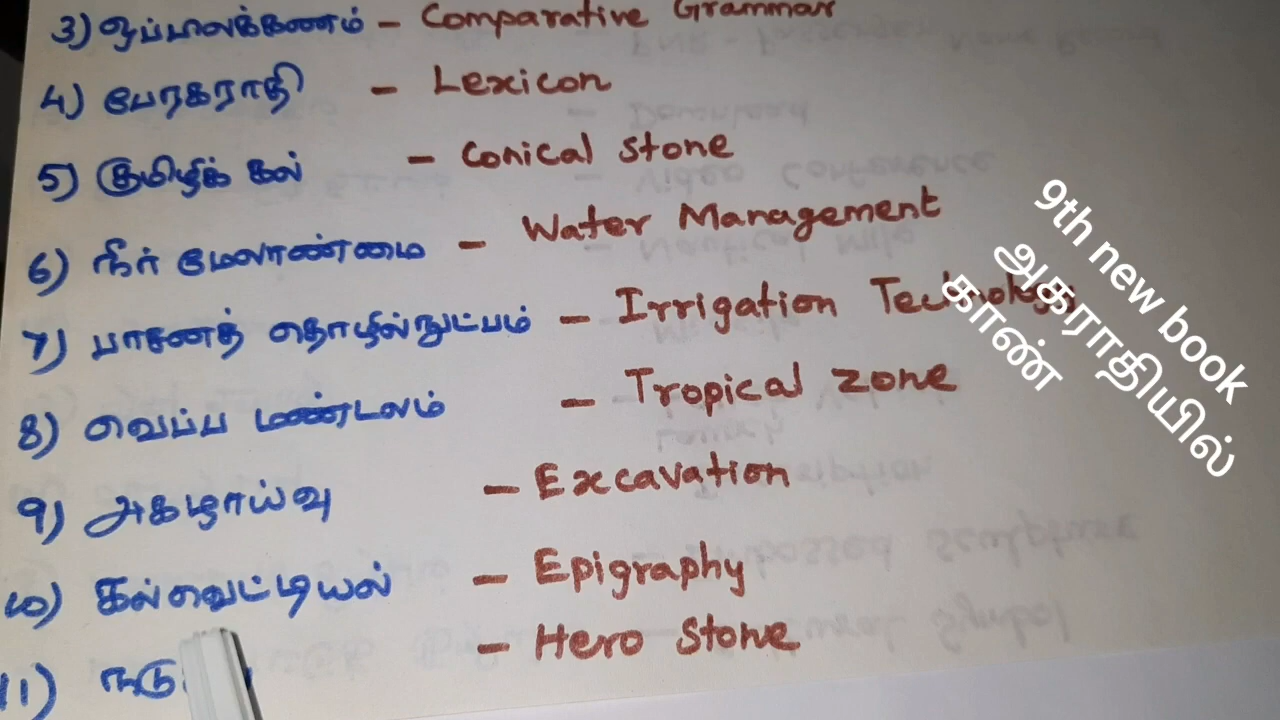 3) ஒப்பிலக்கணம் - Comparative Grammar
4) பேரகராதி - Lexicon
5) குமிழிக் கல் - Conical Stone
6) நீர் மேலாண்மை - Water Management
7) பாசனத் தொழில்நுட்பம் - Irrigation Technology
8) வெப்ப மண்டலம் - Tropical zone
9) அகழாய்வு - Excavation
10) கல்வெட்டியல் - Epigraphy
11) - Hero Stone
9th new book
அகராதியில்
காண்